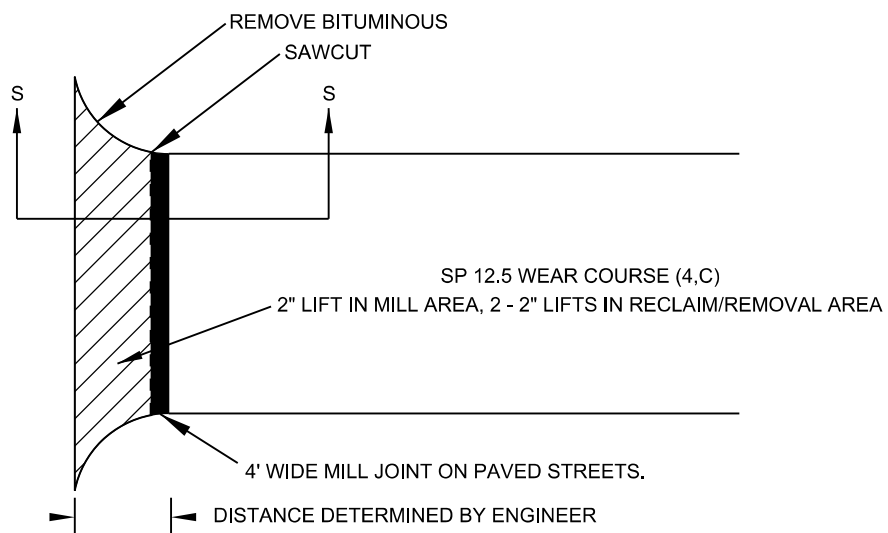 REMOVE BITUMINOUS
SAWCUT
S
S
SP 12.5 WEAR COURSE (4,C)
2" LIFT IN MILL AREA, 2 - 2" LIFTS IN RECLAIM/REMOVAL AREA
4' WIDE MILL JOINT ON PAVED STREETS.
DISTANCE DETERMINED BY ENGINEER